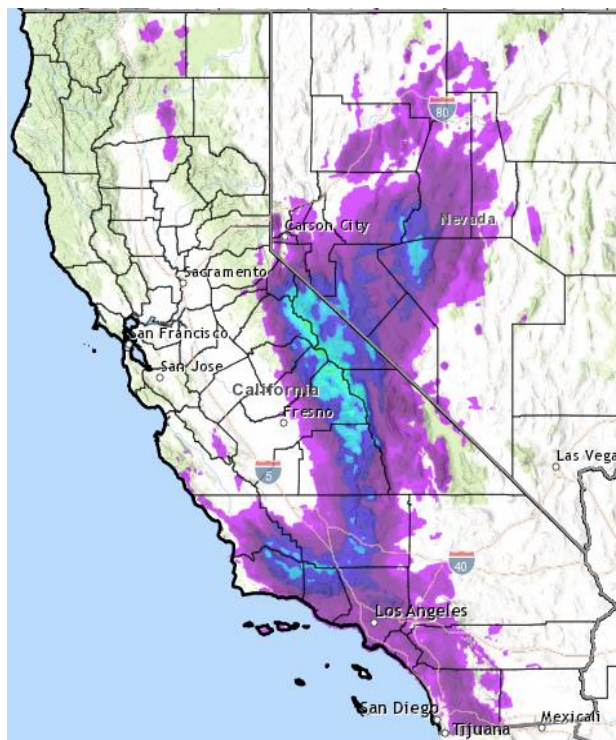 80
Nevada
Carson City
Sacramento
San Francisco
San Jose
California
Fresno
Las Vega
5
40
Los Angeles
San Diego
Tijuana
Mexicali